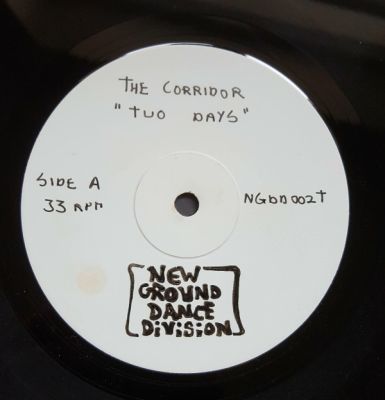 THE CORRIDOR
"TWO DAYS"
SIDE A
33 RPM
NGDD002T
NEW
GROUND
DANCE
DiViSiON